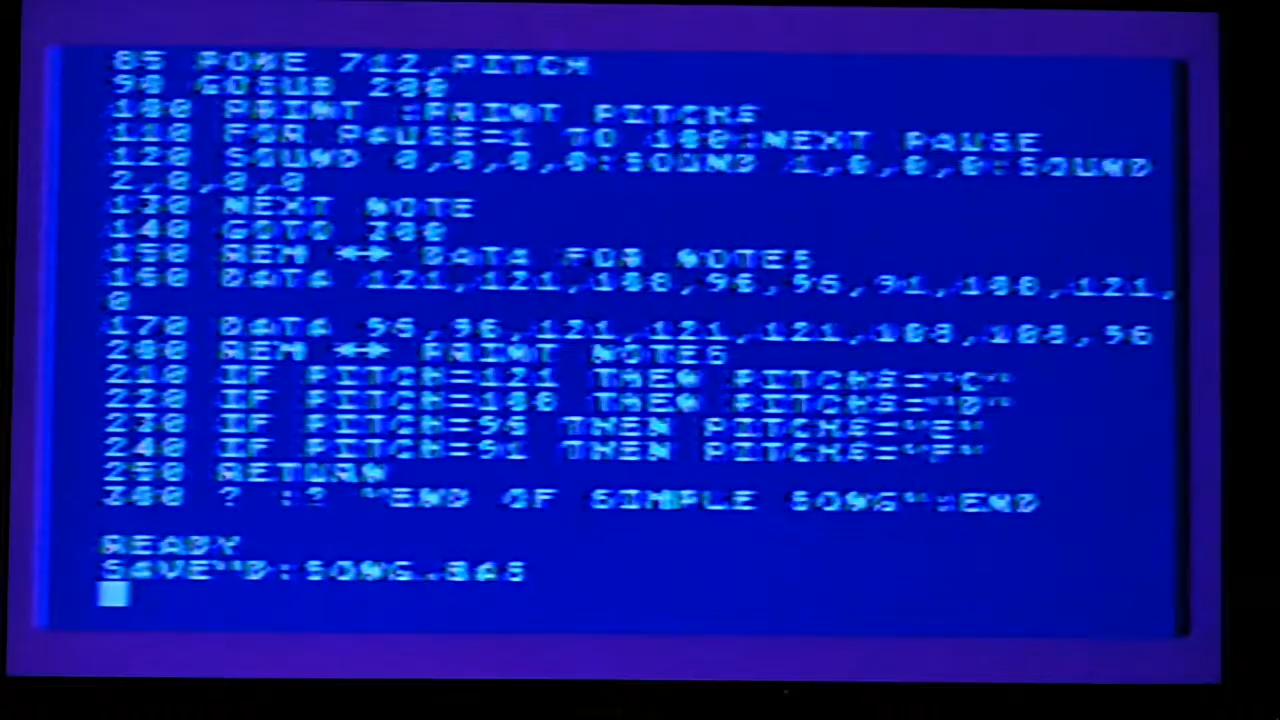 85 POKE 712,PITCH
90 GOSUB 200
100 PRINT :PRINT PITCH$
110 FOR PAUSE=1 TO 100:NEXT PAUSE
120 SOUND 0,0,0,0:SOUND 1,0,0,0:SOUND
2,0,0,0
130 NEXT NOTE
140 GOTO 300
150 REM ** DATA FOR NOTES
160 DATA 121,121,108,96,96,91,108,121,
0
170 DATA 96,96,121,121,121,108,108,96
200 REM ** PRINT NOTES
210 IF PITCH=121 THEN PITCH$="C"
220 IF PITCH=108 THEN PITCH$="D"
230 IF PITCH=96 THEN PITCH$="E"
240 IF PITCH=91 THEN PITCH$="F"
250 RETURN
300 ? :? "END OF SIMPLE SONG":END
READY
SAVE"D:SONG.BAS